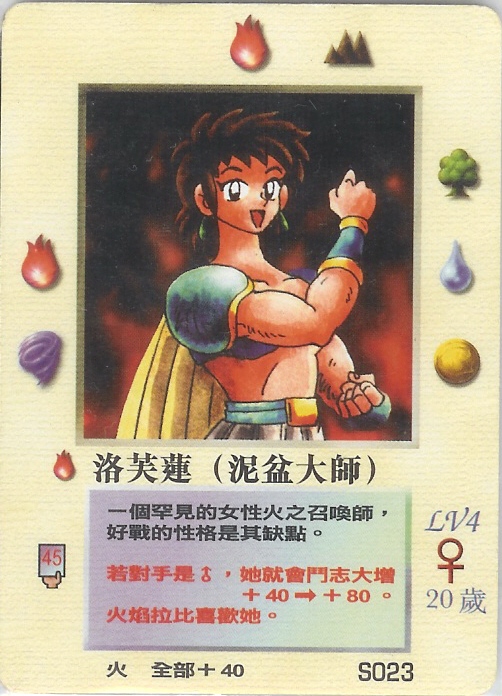 洛芙蓮（泥盆大師）
一個罕見的女性火之召喚師，
好戰的性格是其缺點。
若對手是♂，她就會鬥志大增
+40➡+80。
火焰拉比喜歡她。
45
LV4
♀
20歲
火 全部+40
S023